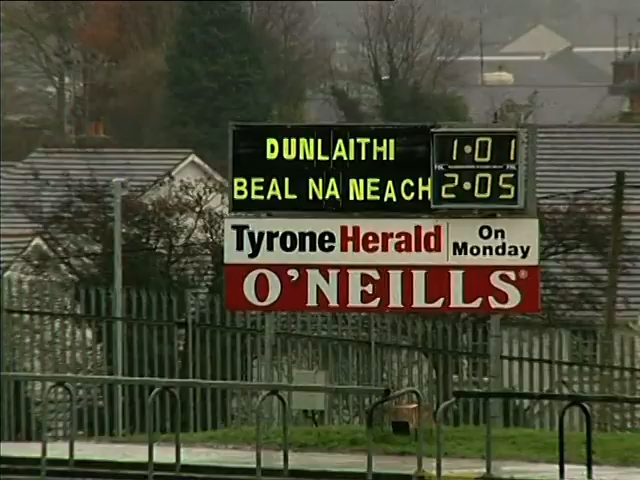 DUNLAITHI 1•01
BEAL NA NEACH 2•05
Tyrone Herald On Monday
O'NEILLS®